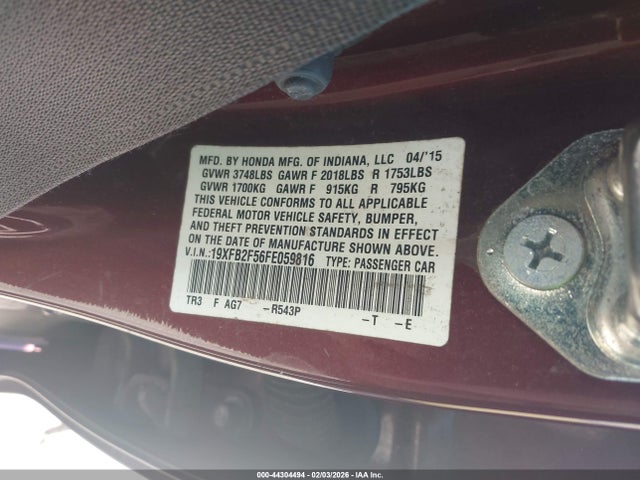 MFD. BY HONDA MFG. OF INDIANA, LLC 04/'15
GVWR 3748LBS GAWR F 2018LBS R 1753LBS
GVWR 1700KG GAWR F 915KG R 795KG
THIS VEHICLE CONFORMS TO ALL APPLICABLE
FEDERAL MOTOR VEHICLE SAFETY, BUMPER,
AND THEFT PREVENTION STANDARDS IN EFFECT
ON THE DATE OF MANUFACTURE SHOWN ABOVE.
V.I.N.:19XFB2F56FE059816 TYPE: PASSENGER CAR
TR3 F AG7 -R543P -T -E
000-44304494 - 02/03/2026 - IAA Inc.